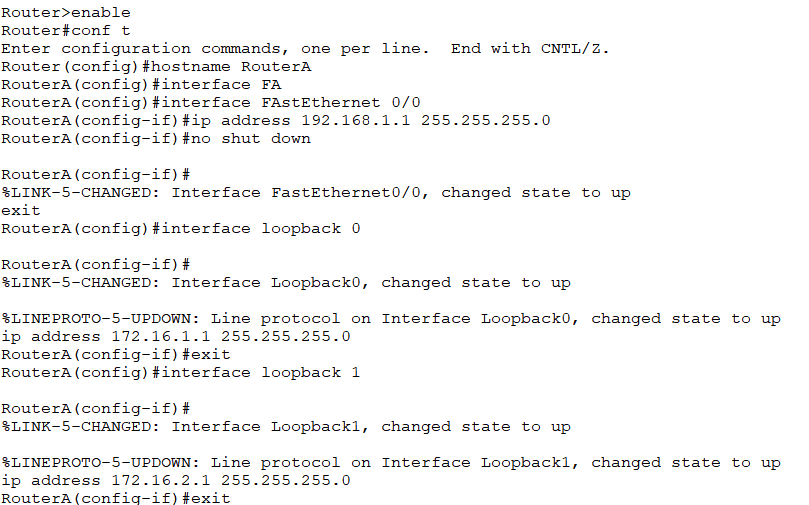 Router>enable
Router#conf t
Enter configuration commands, one per line.  End with CNTL/Z.
Router(config)#hostname RouterA
RouterA(config)#interface FA
RouterA(config)#interface FAstEthernet 0/0
RouterA(config-if)#ip address 192.168.1.1 255.255.255.0
RouterA(config-if)#no shut down
RouterA(config-if)#
%LINK-5-CHANGED: Interface FastEthernet0/0, changed state to up
exit
RouterA(config)#interface loopback 0
RouterA(config-if)#
%LINK-5-CHANGED: Interface Loopback0, changed state to up
%LINEPROTO-5-UPDOWN: Line protocol on Interface Loopback0, changed state to up
ip address 172.16.1.1 255.255.255.0
RouterA(config-if)#exit
RouterA(config)#interface loopback 1
RouterA(config-if)#
%LINK-5-CHANGED: Interface Loopback1, changed state to up
%LINEPROTO-5-UPDOWN: Line protocol on Interface Loopback1, changed state to up
ip address 172.16.2.1 255.255.255.0
RouterA(config-if)#exit